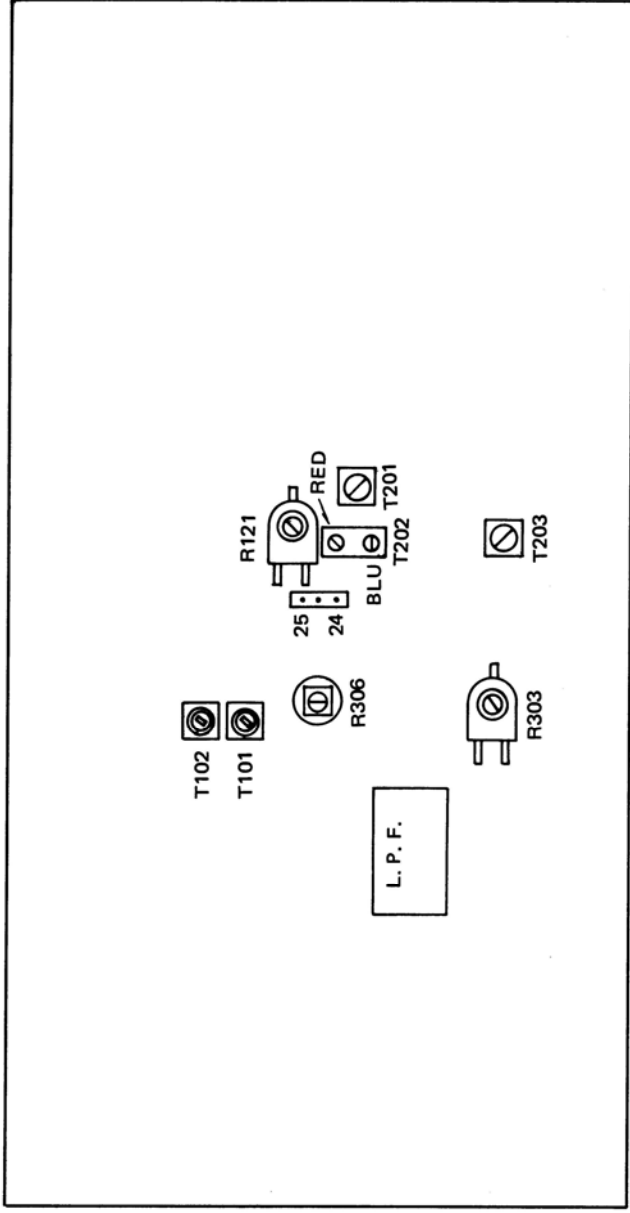 T102
T101
R121
25
24
RED
BLU
T202
T201
R306
L. P. F.
R303
T203